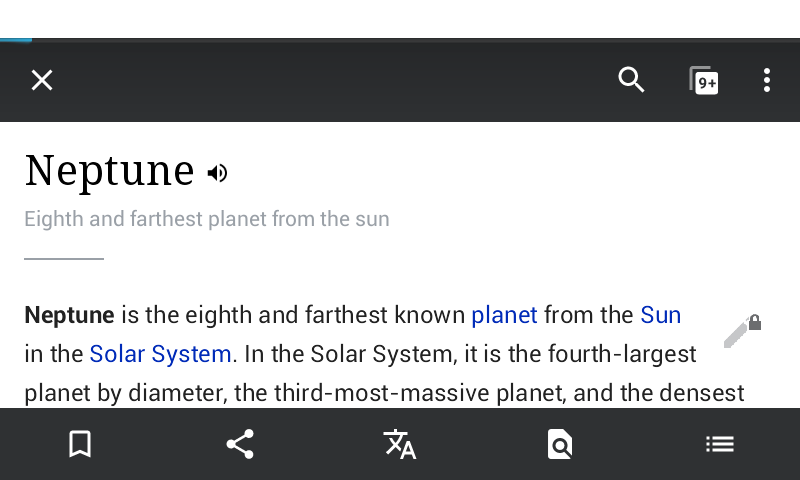 9+
Neptune
Eighth and farthest planet from the sun
Neptune is the eighth and farthest known planet from the Sun
in the Solar System. In the Solar System, it is the fourth-largest
planet by diameter, the third-most-massive planet, and the densest